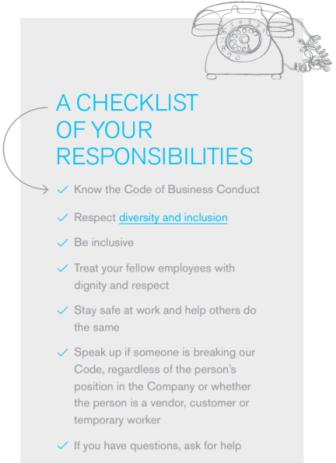 A CHECKLIST
OF YOUR
RESPONSIBILITIES
Know the Code of Business Conduct
Respect diversity and inclusion
Be inclusive
Treat your fellow employees with
dignity and respect
Stay safe at work and help others do
the same
Speak up if someone is breaking our
Code, regardless of the person's
position in the Company or whether
the person is a vendor, customer or
temporary worker
If you have questions, ask for help